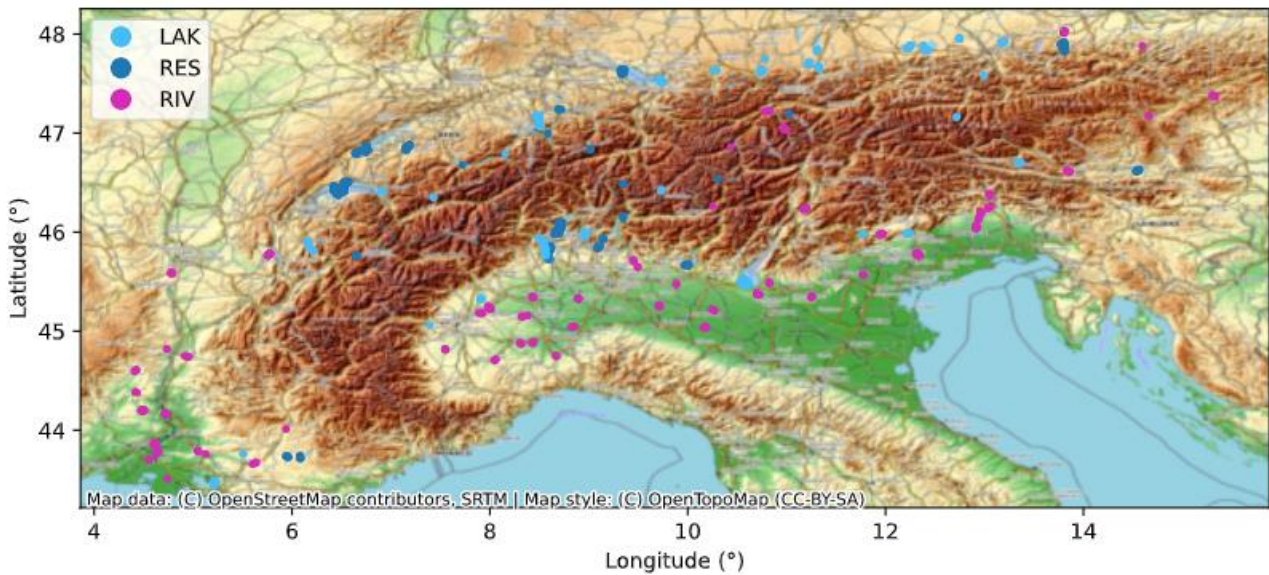 LAK
RES
RIV
48
47
46
45
44
Latitude (°)
Map data: (C) OpenStreetMap contributors, SRTM | Map style: (C) OpenTopoMap (CC-BY-SA)
4 6 8 10 12 14
Longitude (°)